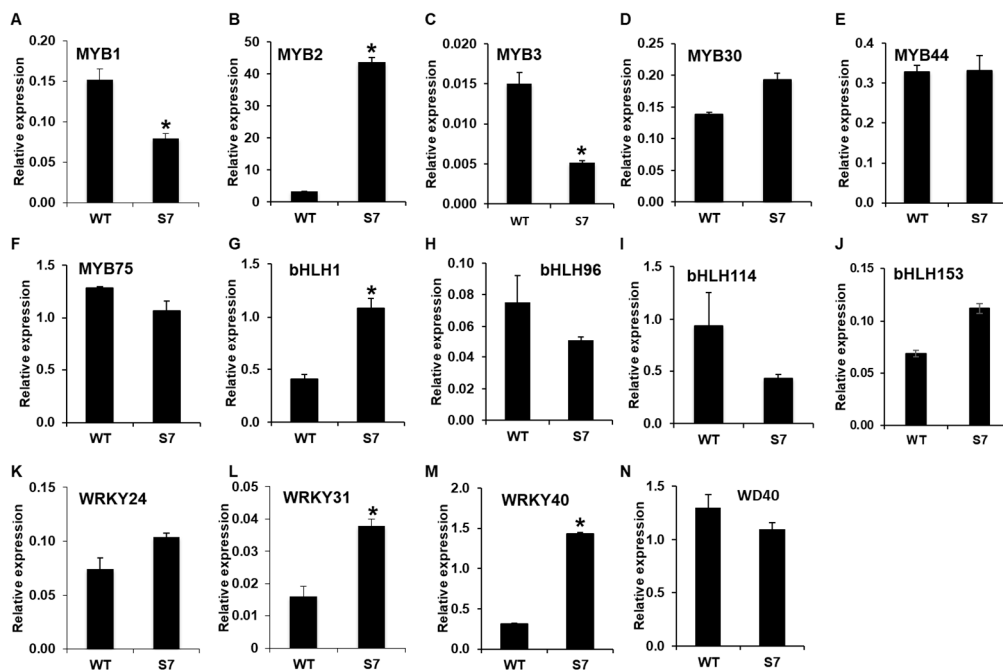 A
MYB1
Relative expression
0.20
0.15
0.10
0.05
0.00
*
WT
S7
B
MYB2
Relative expression
50
40
30
20
10
0
*
WT
S7
C
MYB3
Relative expression
0.020
0.015
0.010
0.005
0.000
*
WT
S7
D
MYB30
Relative expression
0.25
0.20
0.15
0.10
0.05
0.00
WT
S7
E
MYB44
Relative expression
0.4
0.3
0.2
0.1
0.0
WT
S7
F
MYB75
Relative expression
1.5
1.0
0.5
0.0
WT
S7
G
bHLH1
Relative expression
1.5
1.0
0.5
0.0
*
WT
S7
H
bHLH96
Relative expression
0.10
0.08
0.06
0.04
0.02
0.00
WT
S7
I
bHLH114
Relative expression
1.5
1.0
0.5
0.0
WT
S7
J
bHLH153
Relative expression
0.15
0.10
0.05
0.00
WT
S7
K
WRKY24
Relative expression
0.15
0.10
0.05
0.00
WT
S7
L
WRKY31
Relative expression
0.04
0.03
0.02
0.01
0
*
WT
S7
M
WRKY40
Relative expression
2.0
1.5
1.0
0.5
0.0
*
WT
S7
N
WD40
Relative expression
1.5
1.0
0.5
1.0
WT
S7